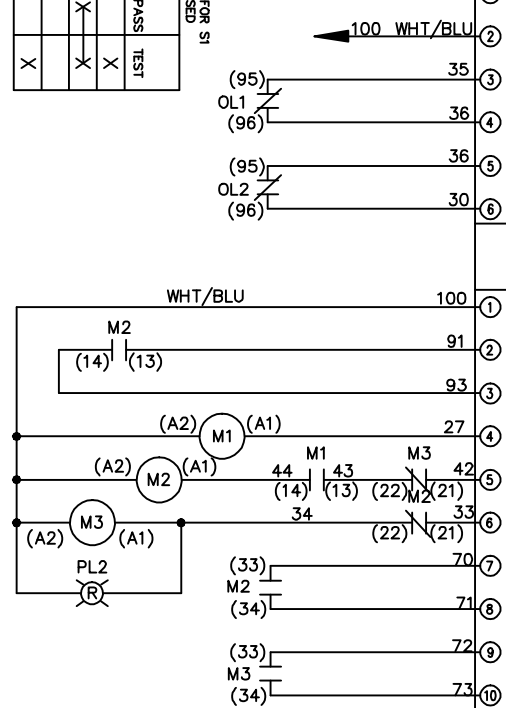 FOR S1
SED
PASS TEST
X
X X
X
100 WHT/BLU 2
(95) 35 3
OL1
(96) 36 4
(95) 36 5
OL2
(96) 30 6
WHT/BLU 100 1
M2 91 2
(14) (13)
93 3
(A2) M1 (A1) 27 4
M1 M3
(A2) M2 (A1) 44 43 42 5
(14) (13) (22) (21)
M2
(A2) M3 (A1) 34 33 6
(22) (21)
PL2
R
(33) 70 7
M2
(34) 71 8
(33) 72 9
M3
(34) 73 10